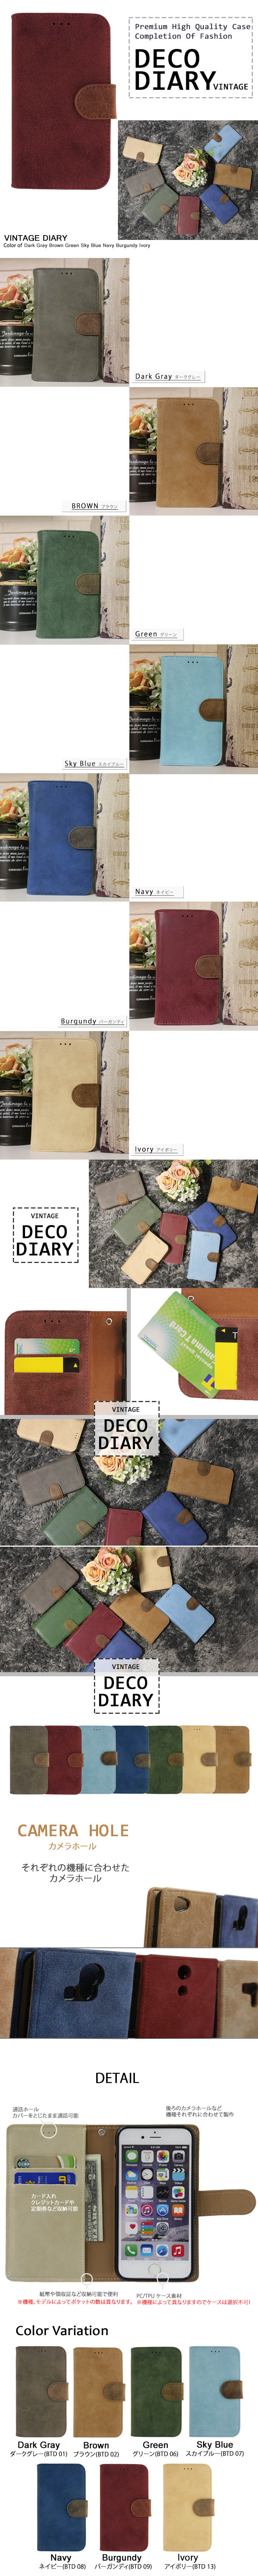 Premium High Quality Case
Completion Of Fashion
DECO
DIARY VINTAGE
VINTAGE DIARY
Color of Dark Gray Brown Green Sky Blue Navy Burgundy Ivory
Dark Gray ダークグレー
BROWN ブラウン
Green グリーン
Sky Blue スカイブルー
Navy ネイビー
Burgundy バーガンディ
Ivory アイボリー
VINTAGE
DECO
DIARY
VINTAGE
DECO
DIARY
VINTAGE
DECO
DIARY
CAMERA HOLE
カメラホール
それぞれの機種に合わせた
カメラホール
DETAIL
通話ホール
カバーをとじたまま通話可能
後ろのカメラホールなど
機種それぞれに合わせて製作
カード入れ
クレジットカードや
定期券など収納可能
紙幣や領収証など収納可能で便利
PC/TPUケース素材
※機種、モデルによってポケットの数は異なります。
※機種によって異なりますのでケースは選択不可!
Color Variation
Dark Gray
ダークグレー(BTD 01)
Brown
ブラウン(BTD 02)
Green
グリーン(BTD 06)
Sky Blue
スカイブルー(BTD 07)
Navy
ネイビー(BTD 08)
Burgundy
バーガンディ(BTD 09)
Ivory
アイボリー(BTD 13)